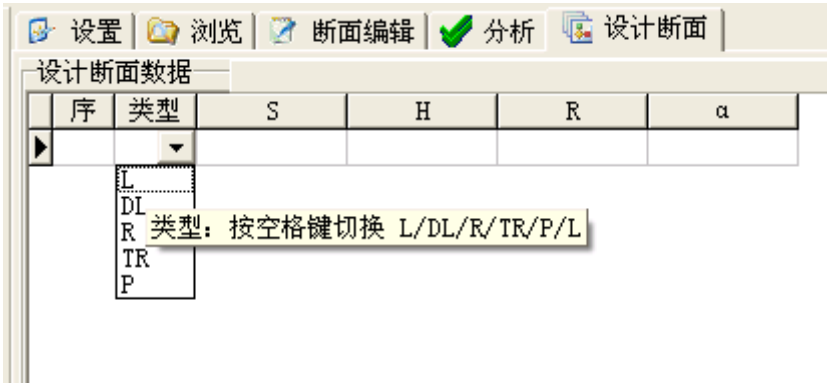 设置 浏览 断面编辑 分析 设计断面
设计断面数据
序 类型 S H R α
L
DL
R
TR
P
类型：按空格键切换 L/DL/R/TR/P/L